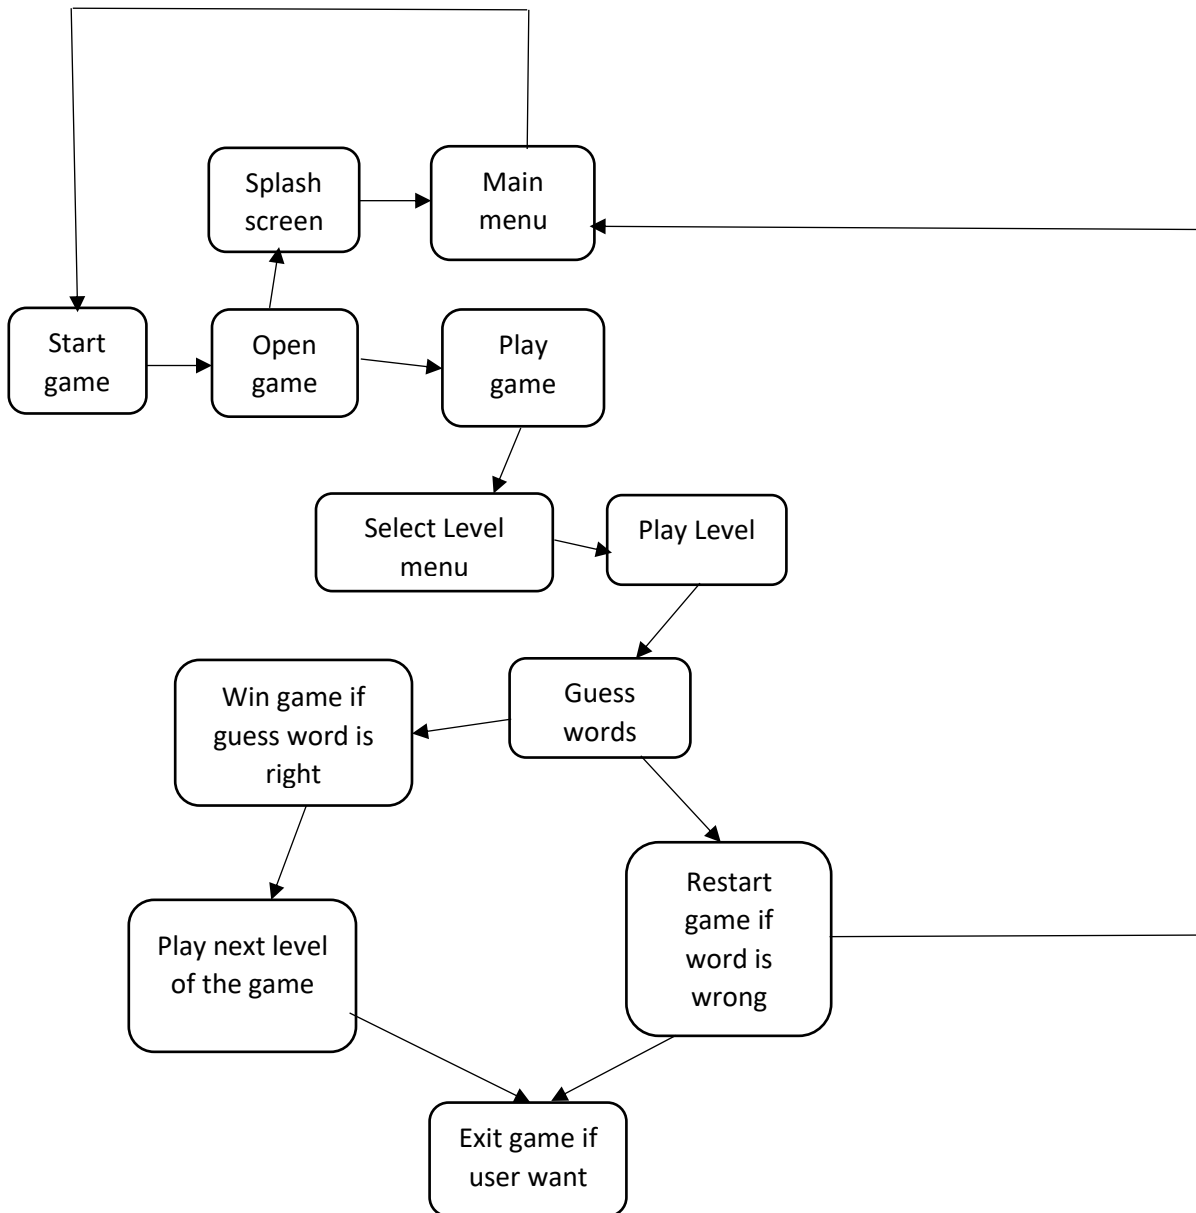 Splash
screen
Main
menu
Start
game
Open
game
Play
game
Select Level
menu
Play Level
Guess
words
Win game if
guess word is
right
Restart
game if
word is
wrong
Play next level
of the game
Exit game if
user want